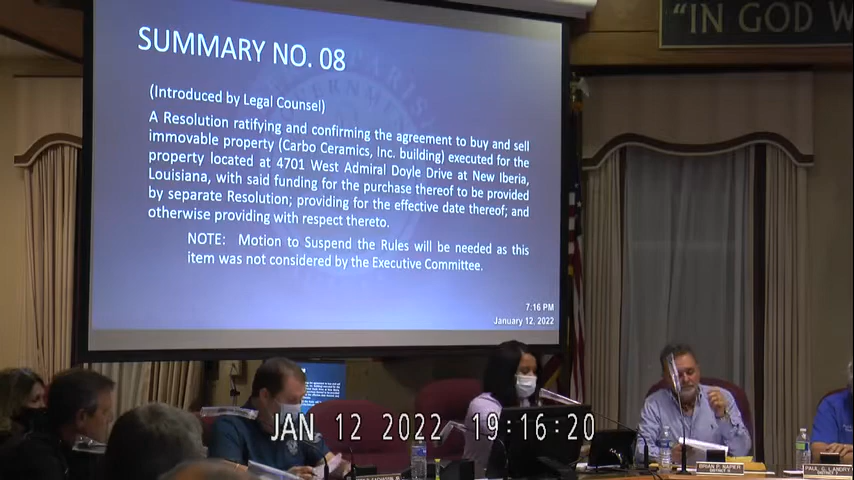 "IN GOD W
SUMMARY NO. 08
(Introduced by Legal Counsel)
A Resolution ratifying and confirming the agreement to buy and sell
immovable property (Carbo Ceramics, Inc. building) executed for the
property located at 4701 West Admiral Doyle Drive at New Iberia,
Louisiana, with said funding for the purchase thereof to be provided
by separate Resolution; providing for the effective date thereof; and
otherwise providing with respect thereto.
NOTE: Motion to Suspend the Rules will be needed as this
item was not considered by the Executive Committee.
7:16 PM
January 12, 2022
JAN 12 2022 19:16:20
BRIAN P. NAPIER
PAUL G. LANDRY